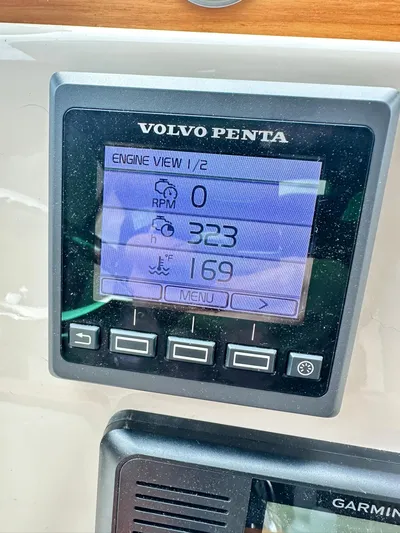 VOLVO PENTA
ENGINE VIEW 1/2
RPM 0
h 323
°F 169
MENU >
GARMIN